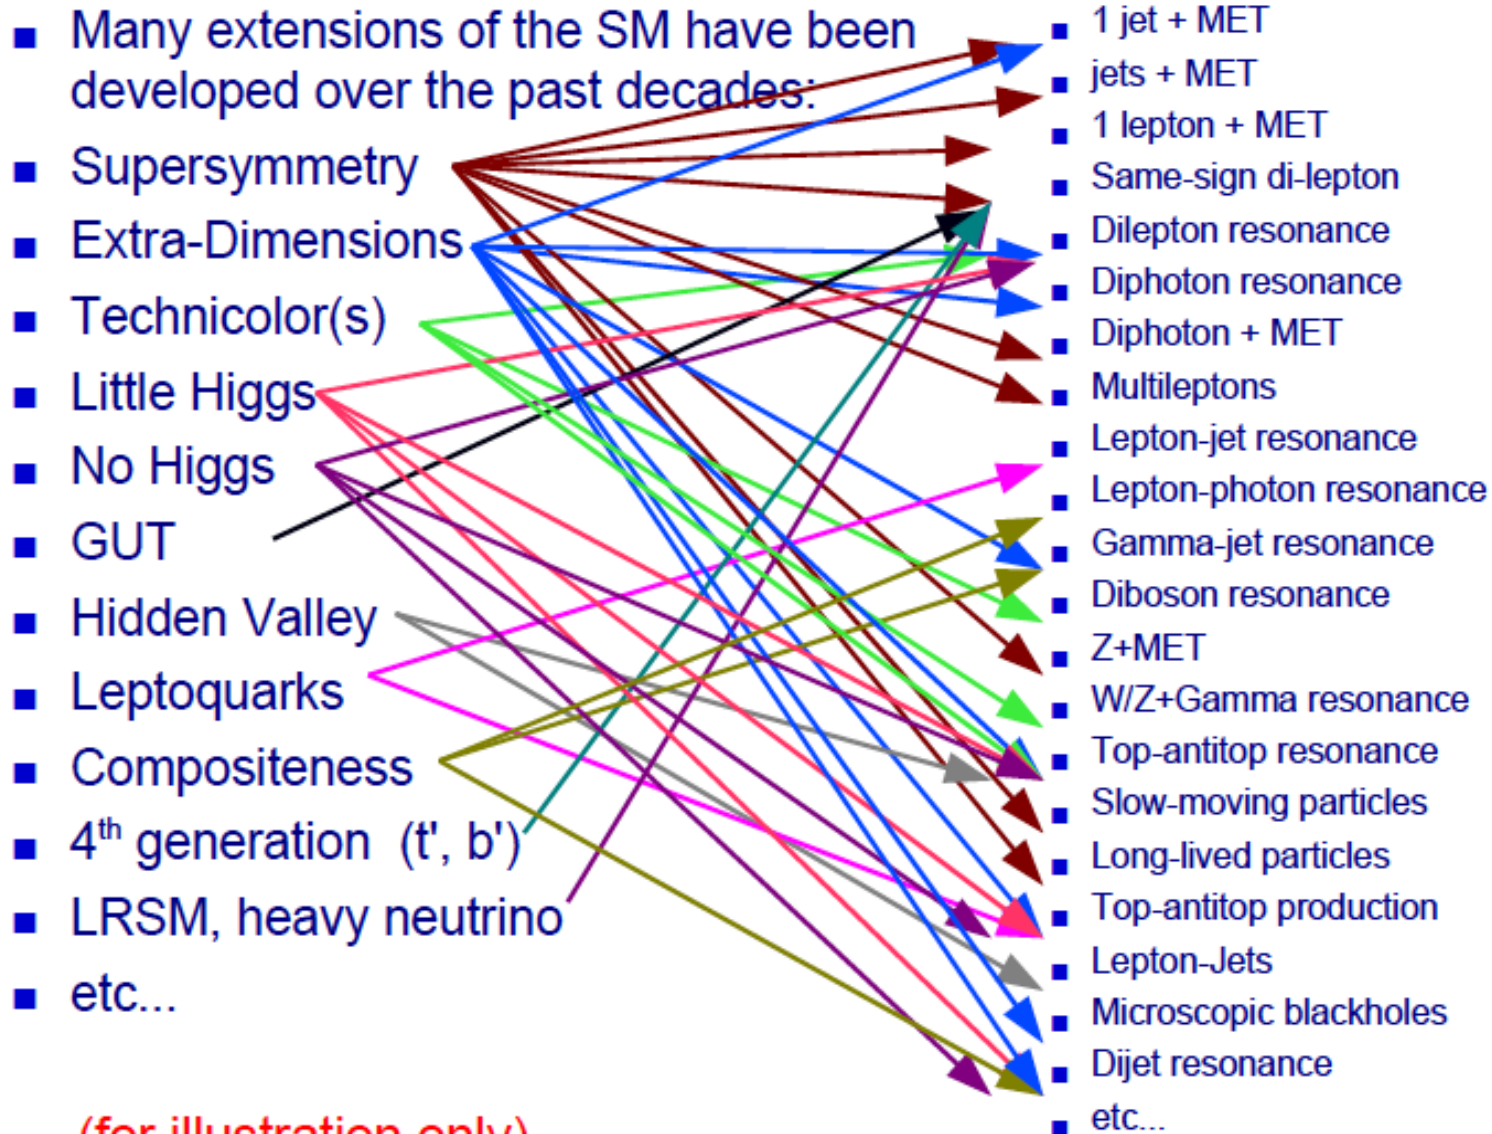 Many extensions of the SM have been
developed over the past decades:
Supersymmetry
Extra-Dimensions
Technicolor(s)
Little Higgs
No Higgs
GUT
Hidden Valley
Leptoquarks
Compositeness
4th generation (t', b')
LRSM, heavy neutrino
etc...
(for illustration only)
1 jet + MET
jets + MET
1 lepton + MET
Same-sign di-lepton
Dilepton resonance
Diphoton resonance
Diphoton + MET
Multileptons
Lepton-jet resonance
Lepton-photon resonance
Gamma-jet resonance
Diboson resonance
Z+MET
W/Z+Gamma resonance
Top-antitop resonance
Slow-moving particles
Long-lived particles
Top-antitop production
Lepton-Jets
Microscopic blackholes
Dijet resonance
etc...